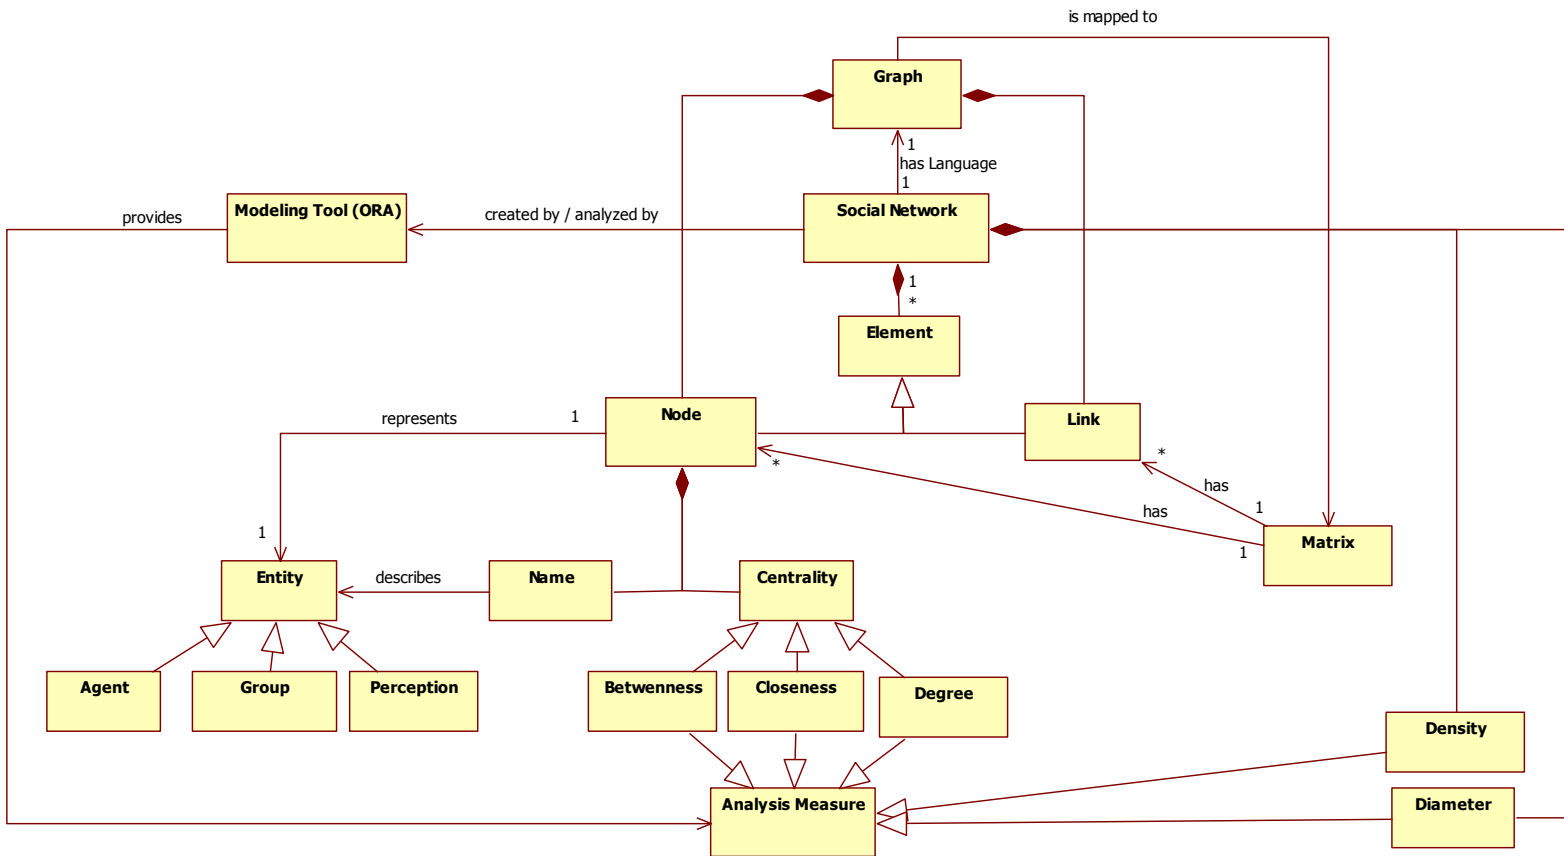 is mapped to
Graph
1
has Language
1
provides
Modeling Tool (ORA)
created by / analyzed by
Social Network
1
*
Element
represents
1
Node
Link
*
*
has
has
1
1
Matrix
1
Entity
describes
Name
Centrality
Agent
Group
Perception
Betwenness
Closeness
Degree
Density
Analysis Measure
Diameter